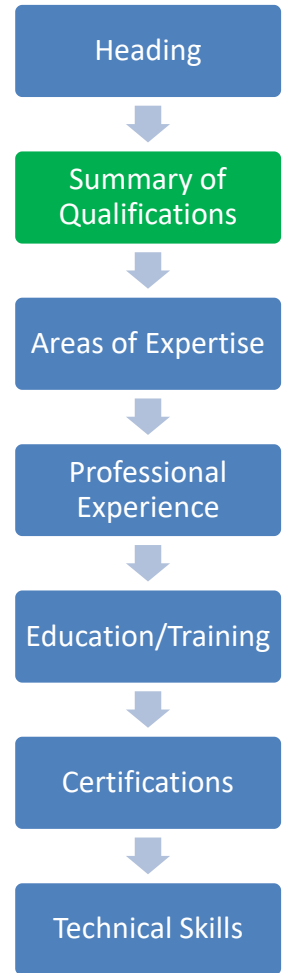 Heading
Summary of
Qualifications
Areas of Expertise
Professional
Experience
Education/Training
Certifications
Technical Skills